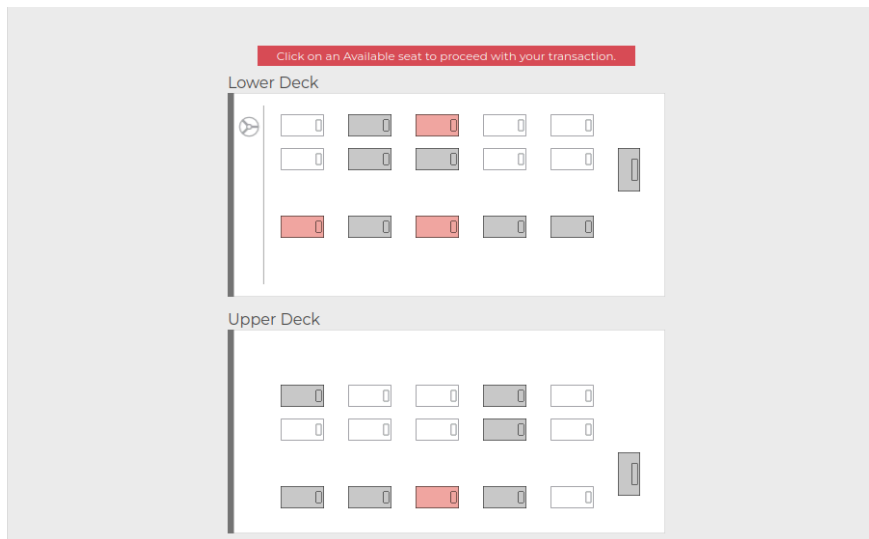 Click on an Available seat to proceed with your transaction.
Lower Deck
Upper Deck